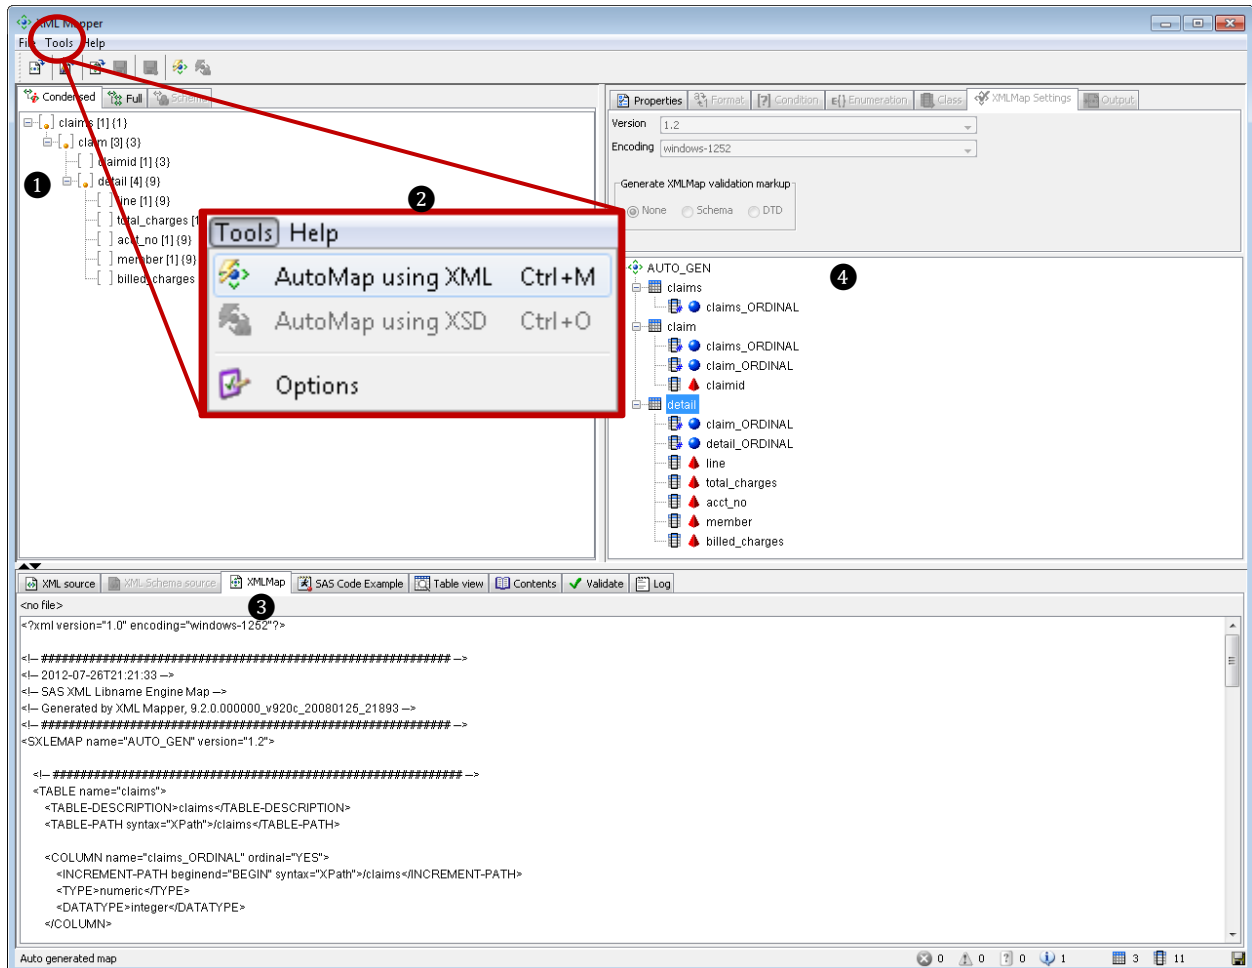 XML Mapper
File Tools Help
Condensed Full Schema
claims [1] {1}
claim [3] {3}
claimid [1] {3}
1
detail [4] {9}
line [1] {9}
total_charges [1
acct_no [1] {9}
member [1] {9}
billed_charges
2
Tools Help
AutoMap using XML Ctrl+M
AutoMap using XSD Ctrl+O
Options
Properties Format Condition Enumeration Class XMLMap Settings Output
Version 1.2
Encoding windows-1252
Generate XMLMap validation markup
None Schema DTD
AUTO_GEN
4
claims
claims_ORDINAL
claim
claims_ORDINAL
claim_ORDINAL
claimid
detail
claim_ORDINAL
detail_ORDINAL
line
total_charges
acct_no
member
billed_charges
XML source XML Schema source XMLMap SAS Code Example Table view Contents Validate Log
<no file>
3
<?xml version="1.0" encoding="windows-1252"?>
<!-- ############################################################ -->
<!-- 2012-07-26T21:21:33 -->
<!-- SAS XML Libname Engine Map -->
<!-- Generated by XML Mapper, 9.2.0.000000_v920c_20080125_21893 -->
<!-- ############################################################ -->
<SXLEMAP name="AUTO_GEN" version="1.2">
<!-- ############################################################ -->
<TABLE name="claims">
<TABLE-DESCRIPTION>claims</TABLE-DESCRIPTION>
<TABLE-PATH syntax="XPath">/claims</TABLE-PATH>
<COLUMN name="claims_ORDINAL" ordinal="YES">
<INCREMENT-PATH beginend="BEGIN" syntax="XPath">/claims</INCREMENT-PATH>
<TYPE>numeric</TYPE>
<DATATYPE>integer</DATATYPE>
</COLUMN>
Auto generated map 0 0 0 1 3 11